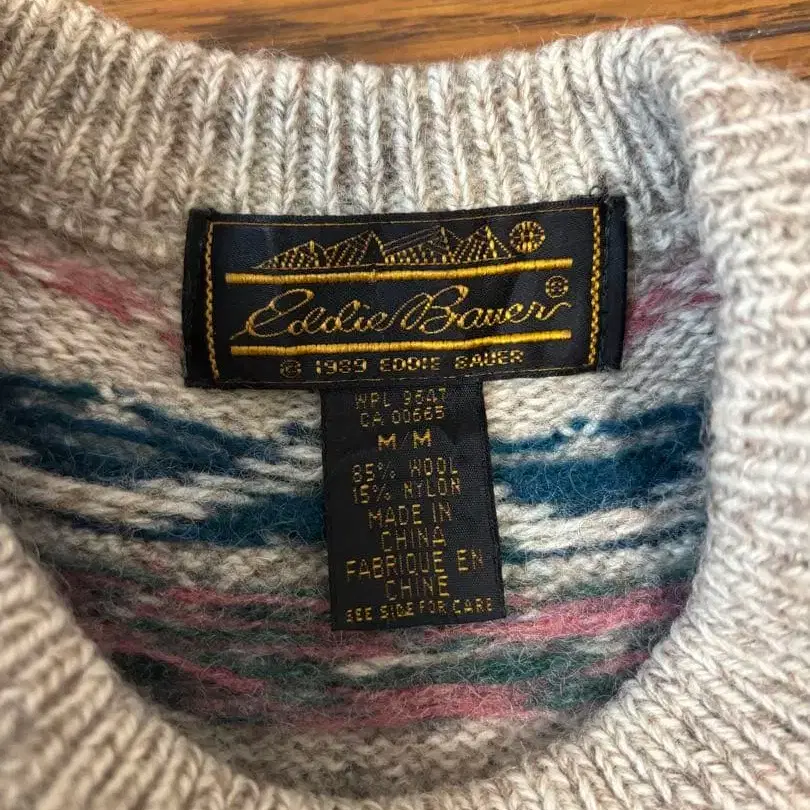 Eddie Bauer®
© 1989 EDDIE BAUER
WPL 9647
CA 00665
M/M
85% WOOL
15% NYLON
MADE IN
CHINA
FABRIQUE EN
CHINE
SEE SIDE FOR CARE